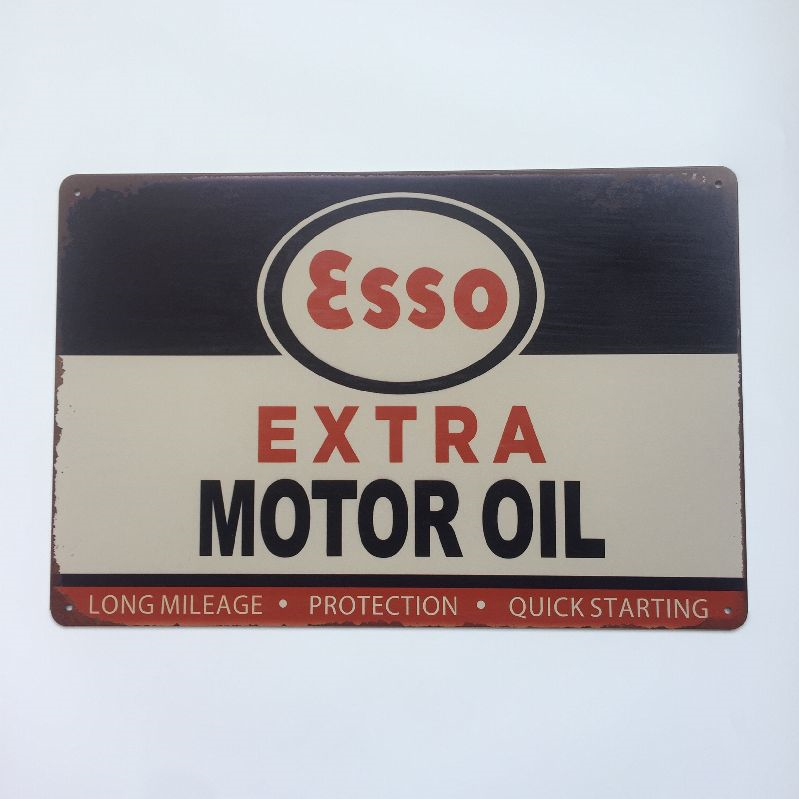 Esso
EXTRA
MOTOR OIL
LONG MILEAGE • PROTECTION • QUICK STARTING